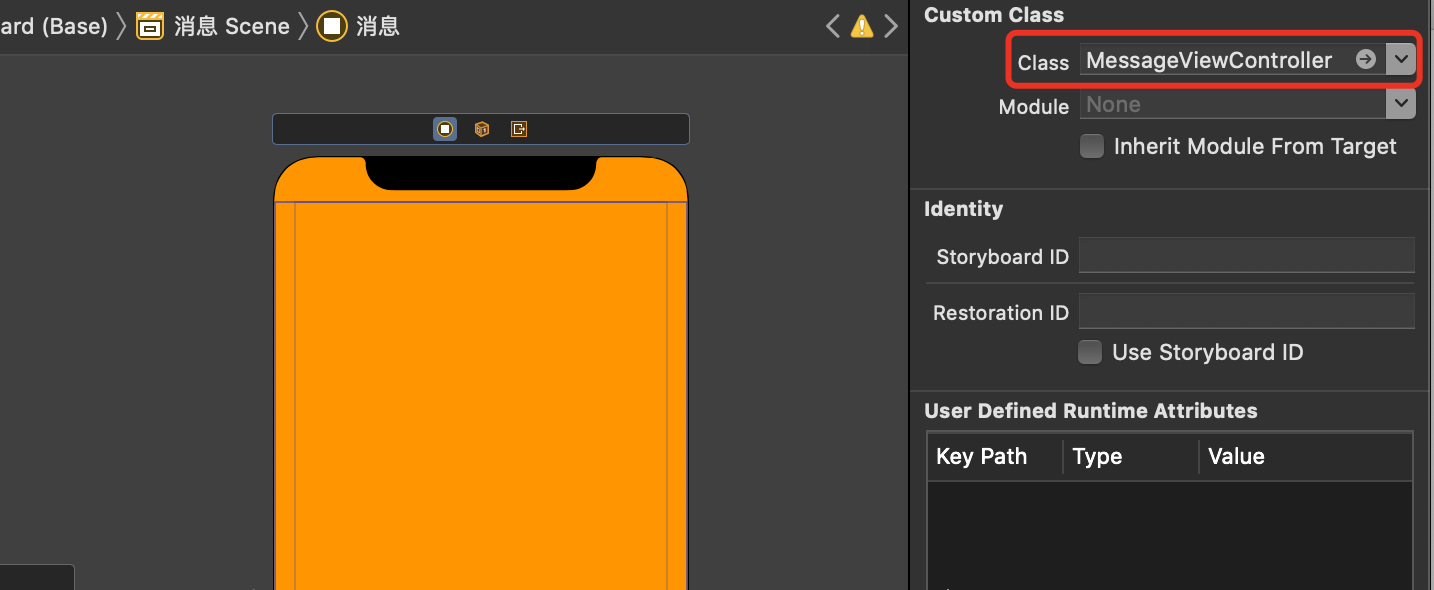 ard (Base) 消息 Scene 消息
Custom Class
Class MessageViewController
Module None
Inherit Module From Target
Identity
Storyboard ID
Restoration ID
Use Storyboard ID
User Defined Runtime Attributes
Key Path Type Value